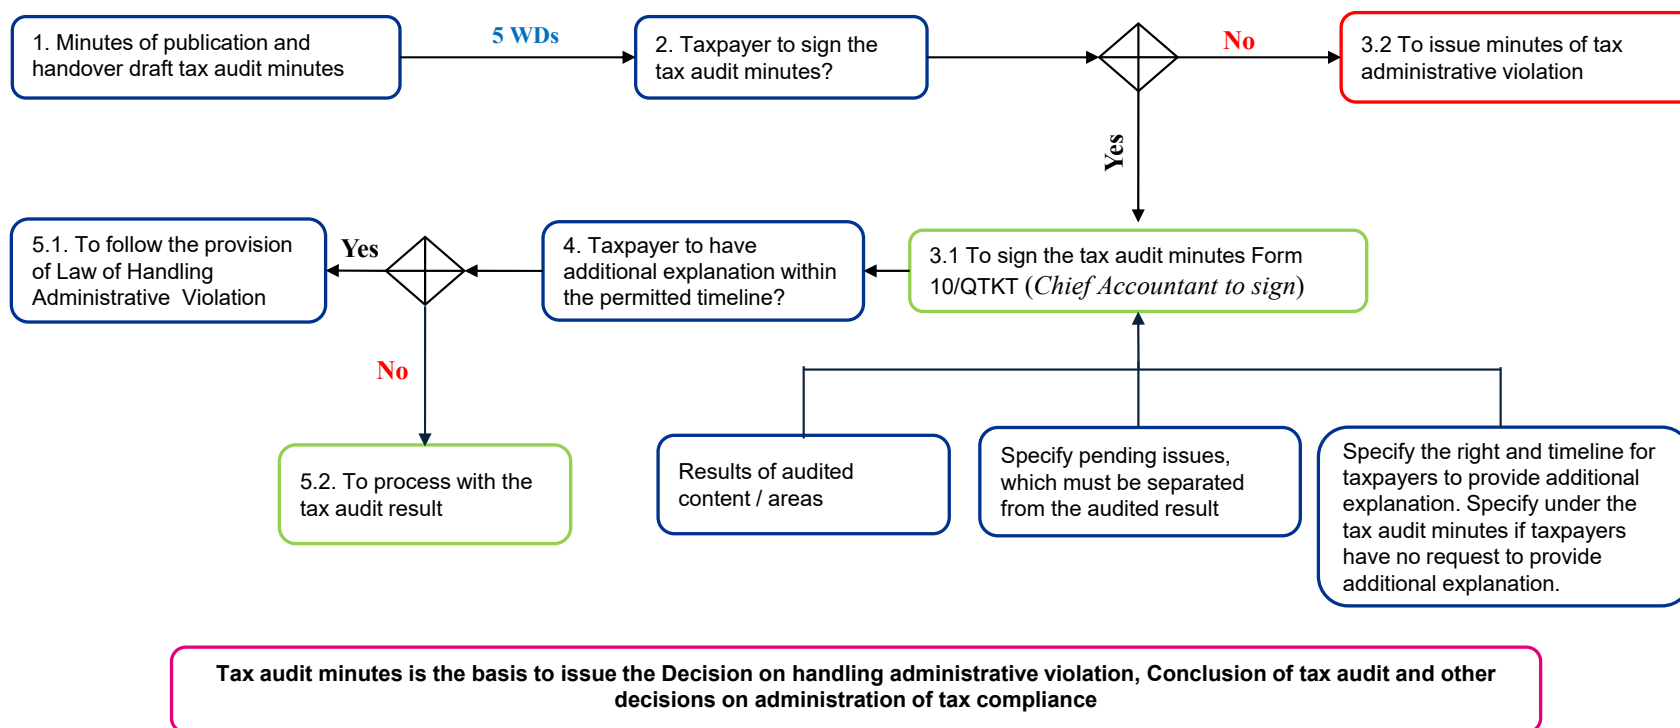 1. Minutes of publication and
handover draft tax audit minutes
5 WDs
2. Taxpayer to sign the
tax audit minutes?
No
3.2 To issue minutes of tax
administrative violation
Yes
5.1. To follow the provision
of Law of Handling
Administrative Violation
Yes
4. Taxpayer to have
additional explanation within
the permitted timeline?
3.1 To sign the tax audit minutes Form
10/QTKT (Chief Accountant to sign)
No
5.2. To process with the
tax audit result
Results of audited
content / areas
Specify pending issues,
which must be separated
from the audited result
Specify the right and timeline for
taxpayers to provide additional
explanation. Specify under the
tax audit minutes if taxpayers
have no request to provide
additional explanation.
Tax audit minutes is the basis to issue the Decision on handling administrative violation, Conclusion of tax audit and other
decisions on administration of tax compliance